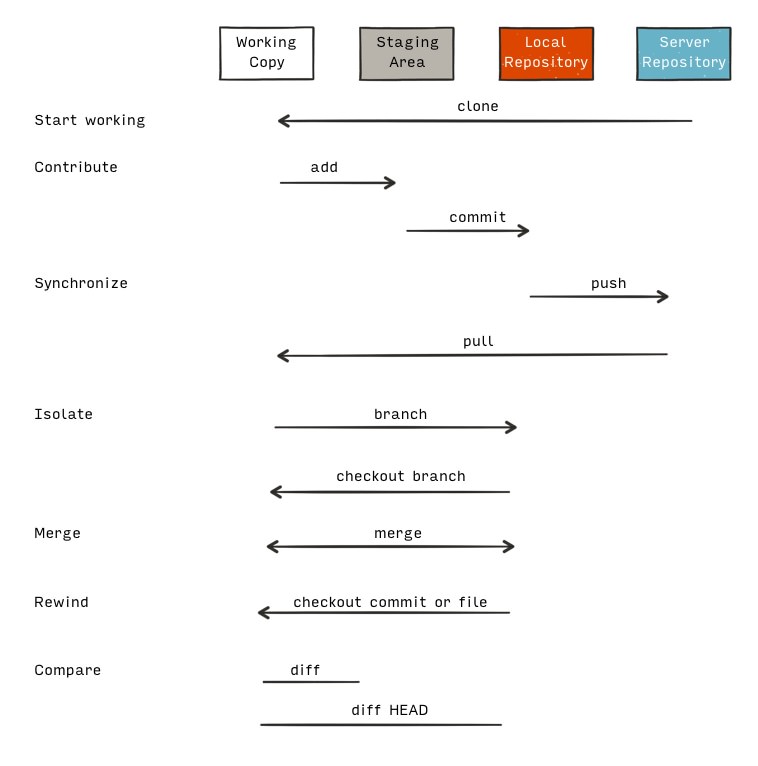 Working Copy
Staging Area
Local Repository
Server Repository
Start working
clone
Contribute
add
commit
Synchronize
push
pull
Isolate
branch
checkout branch
Merge
merge
Rewind
checkout commit or file
Compare
diff
diff HEAD